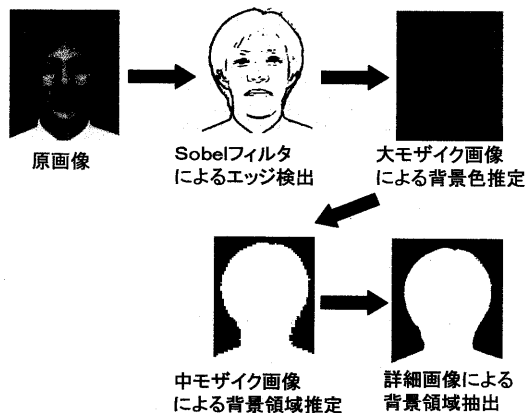 原画像
Sobelフィルタ
によるエッジ検出
大モザイク画像
による背景色推定
中モザイク画像
による背景領域推定
詳細画像による
背景領域抽出